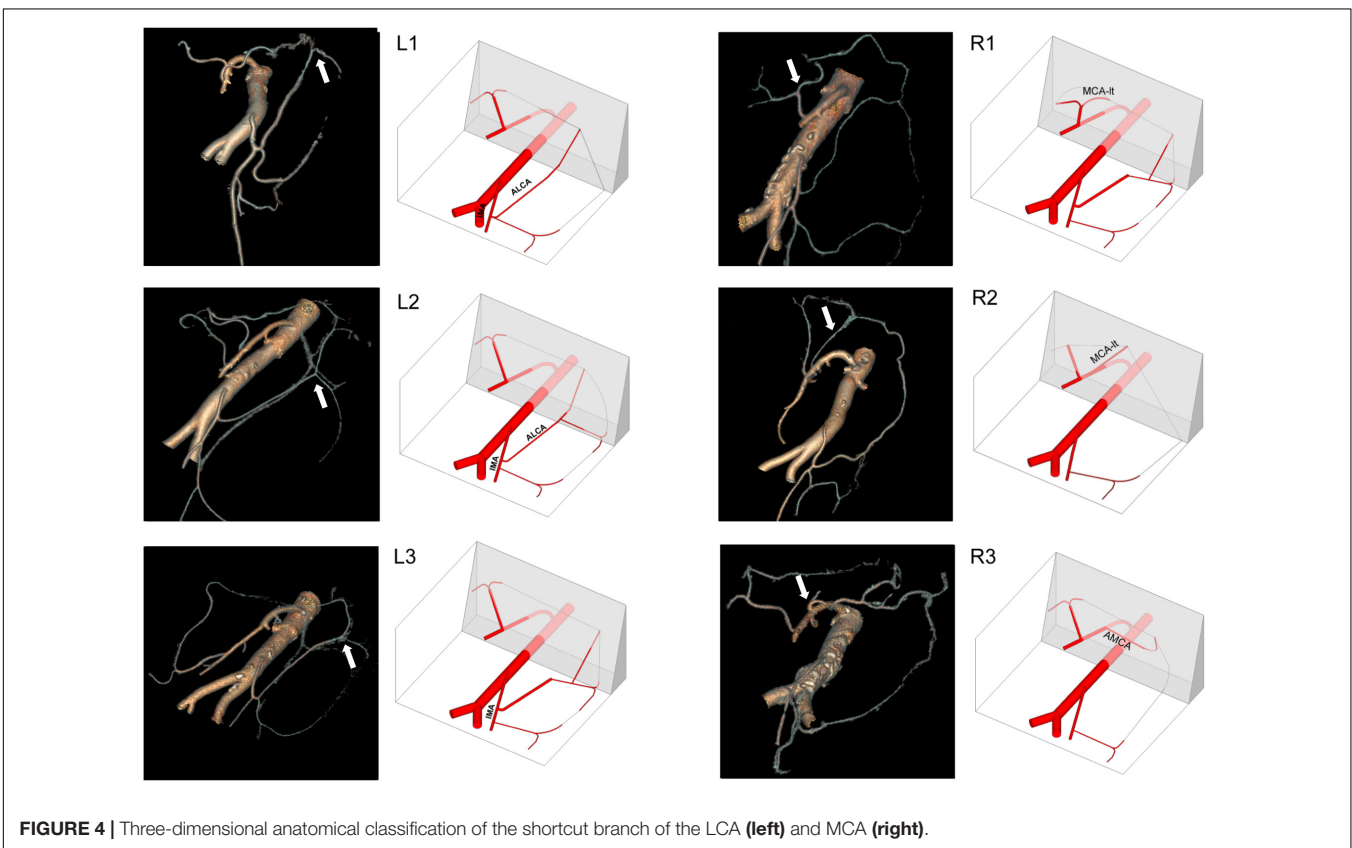 L1
IMA
ALCA
R1
MCA-lt
L2
IMA
ALCA
R2
MCA-lt
L3
IMA
R3
AMCA
FIGURE 4 | Three-dimensional anatomical classification of the shortcut branch of the LCA (left) and MCA (right).